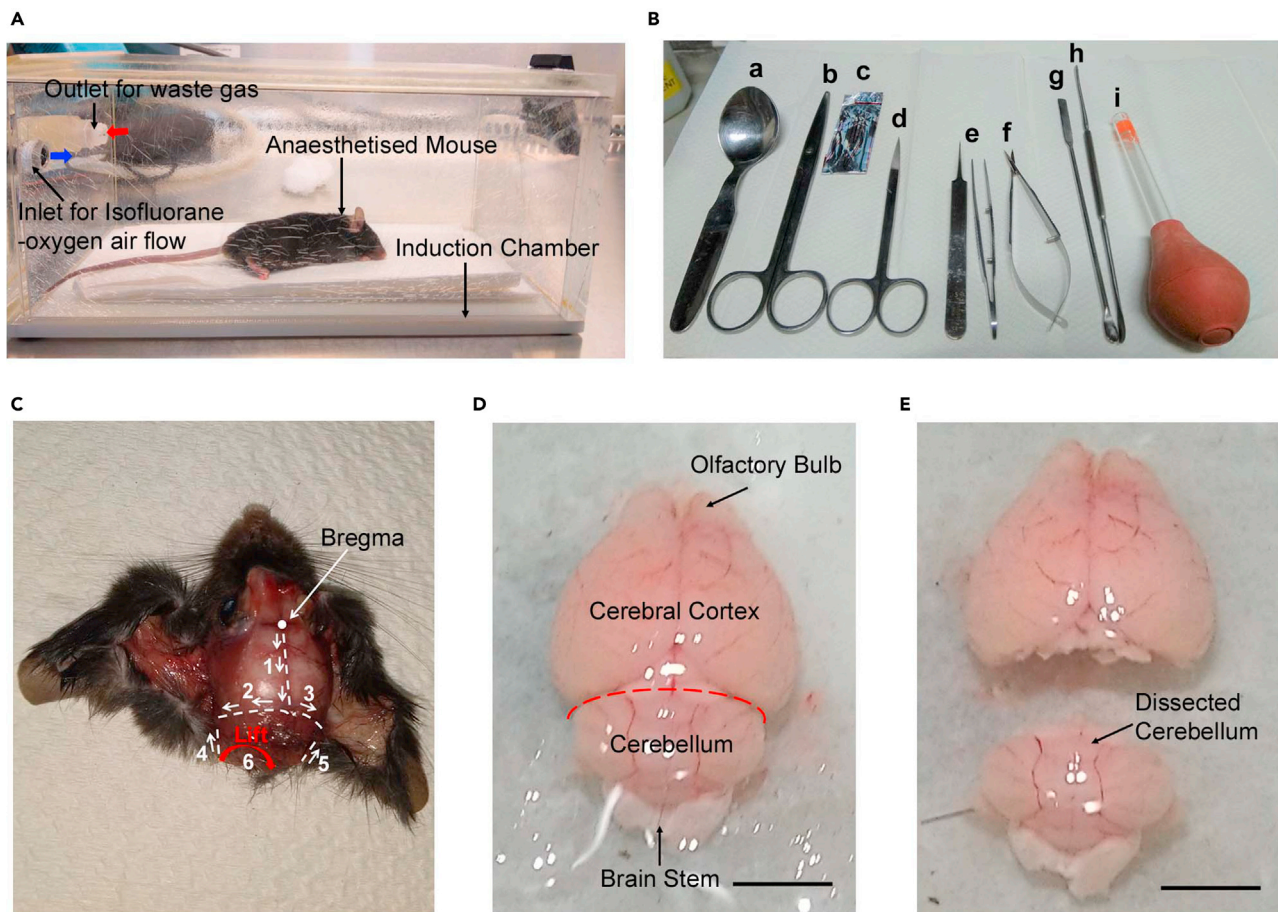 A
Outlet for waste gas
Anaesthetised Mouse
Inlet for Isofluorane
-oxygen air flow
Induction Chamber
B
a
b
c
d
e
f
g
h
i
C
Bregma
1
2
3
Lift
4
6
5
D
Olfactory Bulb
Cerebral Cortex
Cerebellum
Brain Stem
E
Dissected
Cerebellum